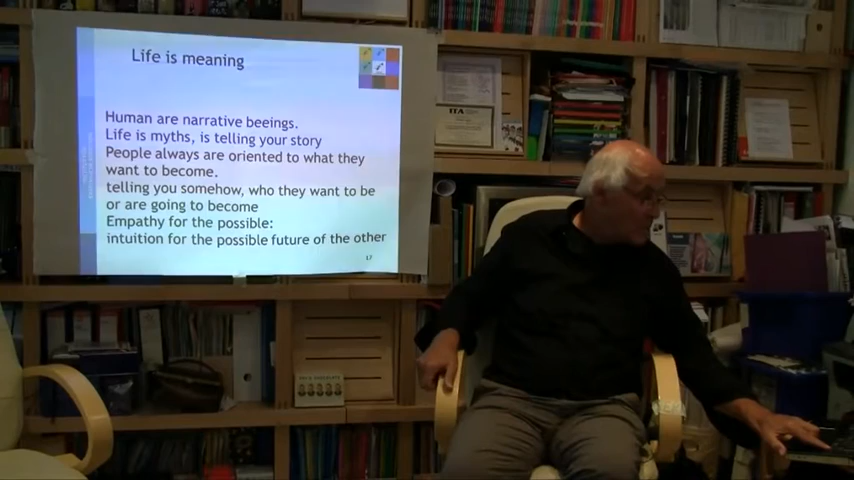 Life is meaning
Human are narrative beeings.
Life is myths, is telling your story
People always are oriented to what they
want to become.
telling you somehow, who they want to be
or are going to become
Empathy for the possible:
intuition for the possible future of the other
17
ITA